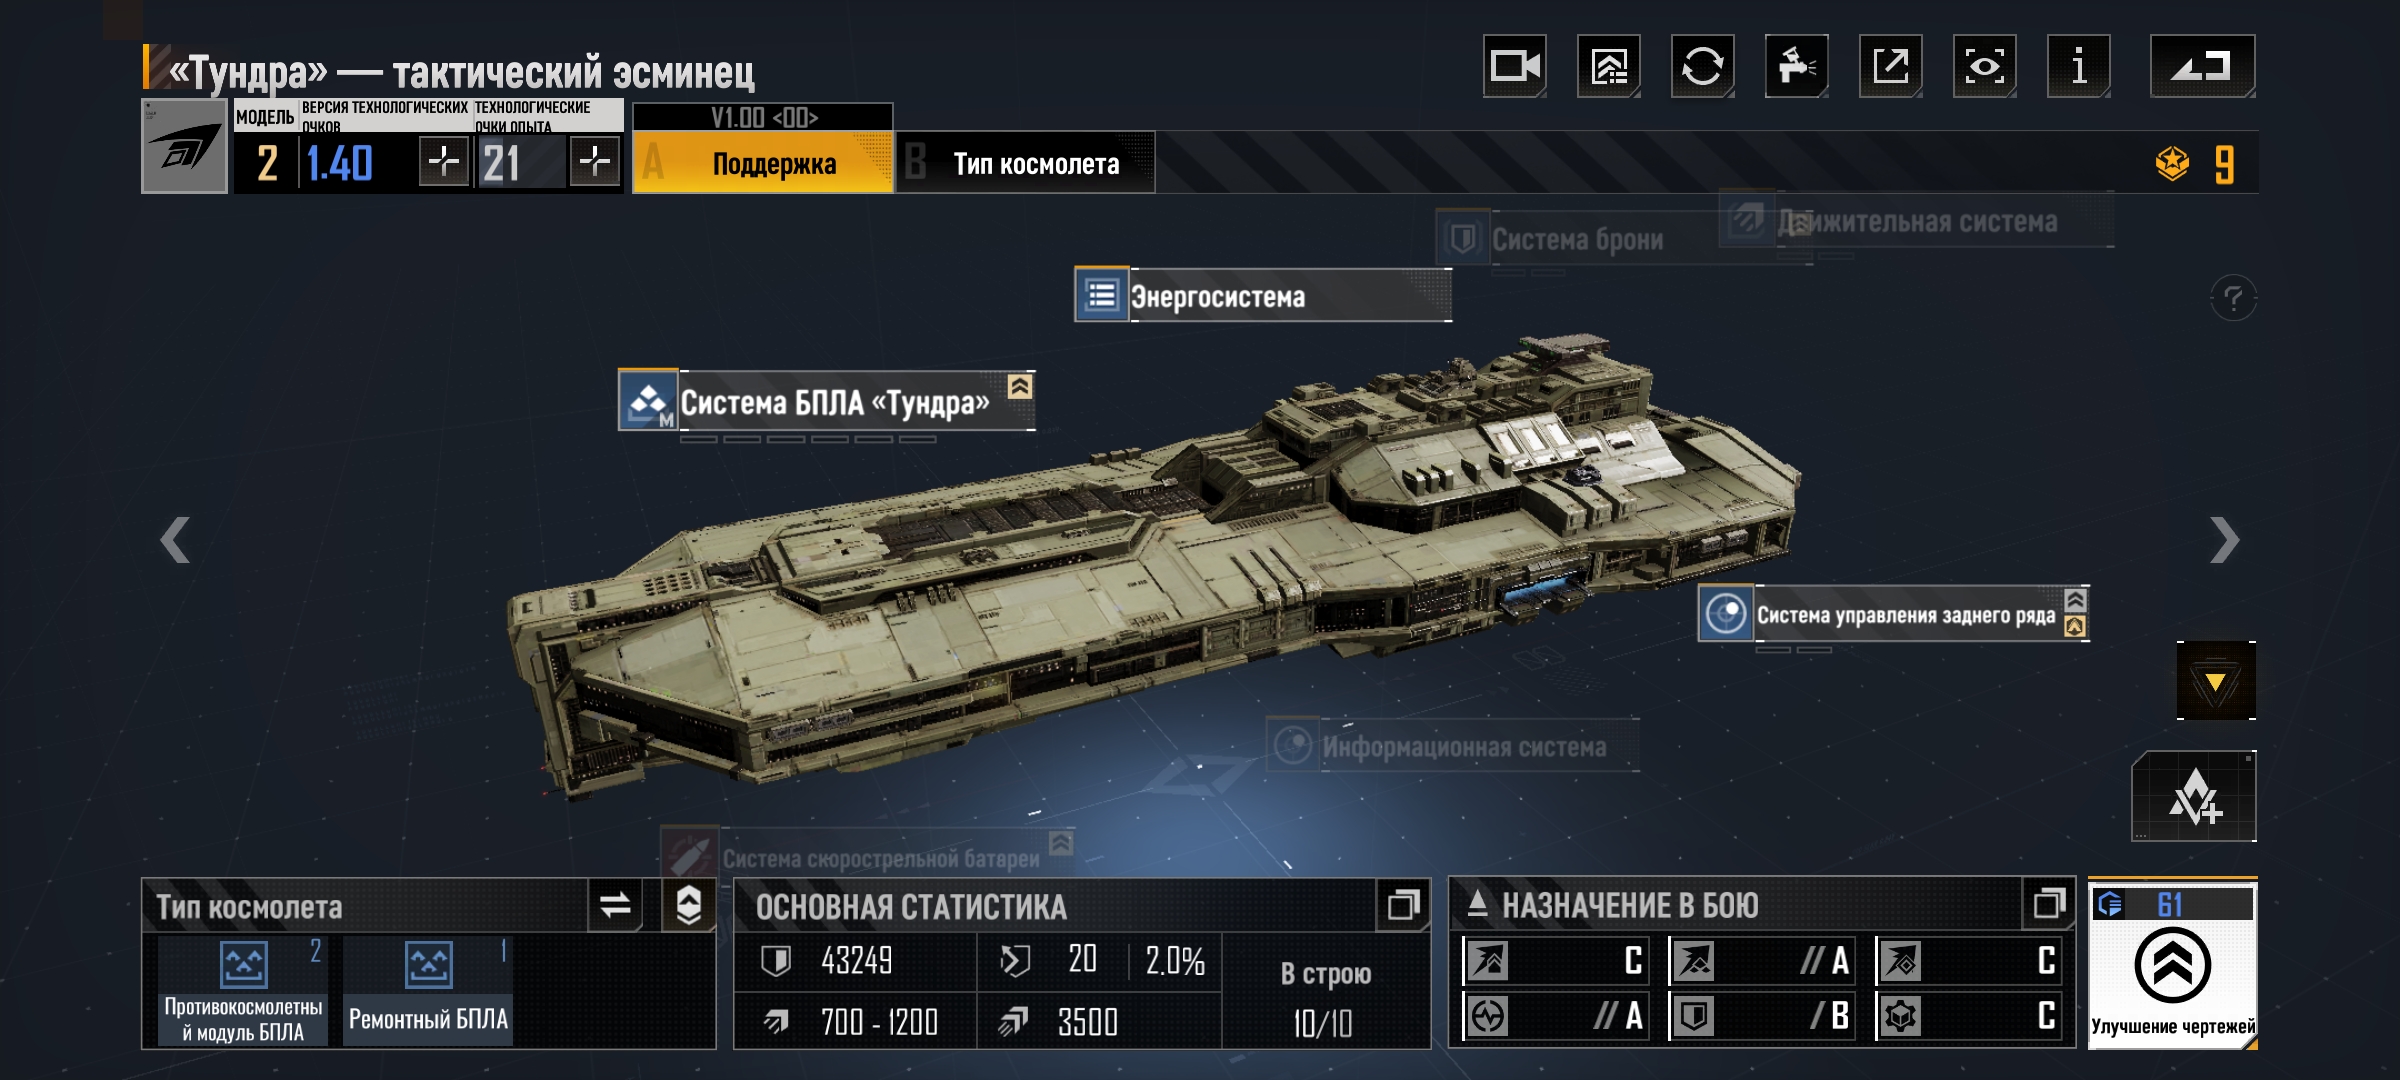 «Тундра» — тактический эсминец
МОДЕЛЬ
ВЕРСИЯ ТЕХНОЛОГИЧЕСКИХ ОЧКОВ
ТЕХНОЛОГИЧЕСКИЕ ОЧКИ ОПЫТА
2
1.40
21
V1.00 <00>
A Поддержка
B Тип космолета
9
Система брони
Движительная система
Энергосистема
Система БПЛА «Тундра»
M
Система управления заднего ряда
Информационная система
Система скорострельной батареи
Тип космолета
2
Противокосмолетны
й модуль БПЛА
1
Ремонтный БПЛА
ОСНОВНАЯ СТАТИСТИКА
43249
20
2.0%
700 - 1200
3500
В строю
10/10
НАЗНАЧЕНИЕ В БОЮ
C
// A
C
// A
/ B
C
61
Улучшение чертежей